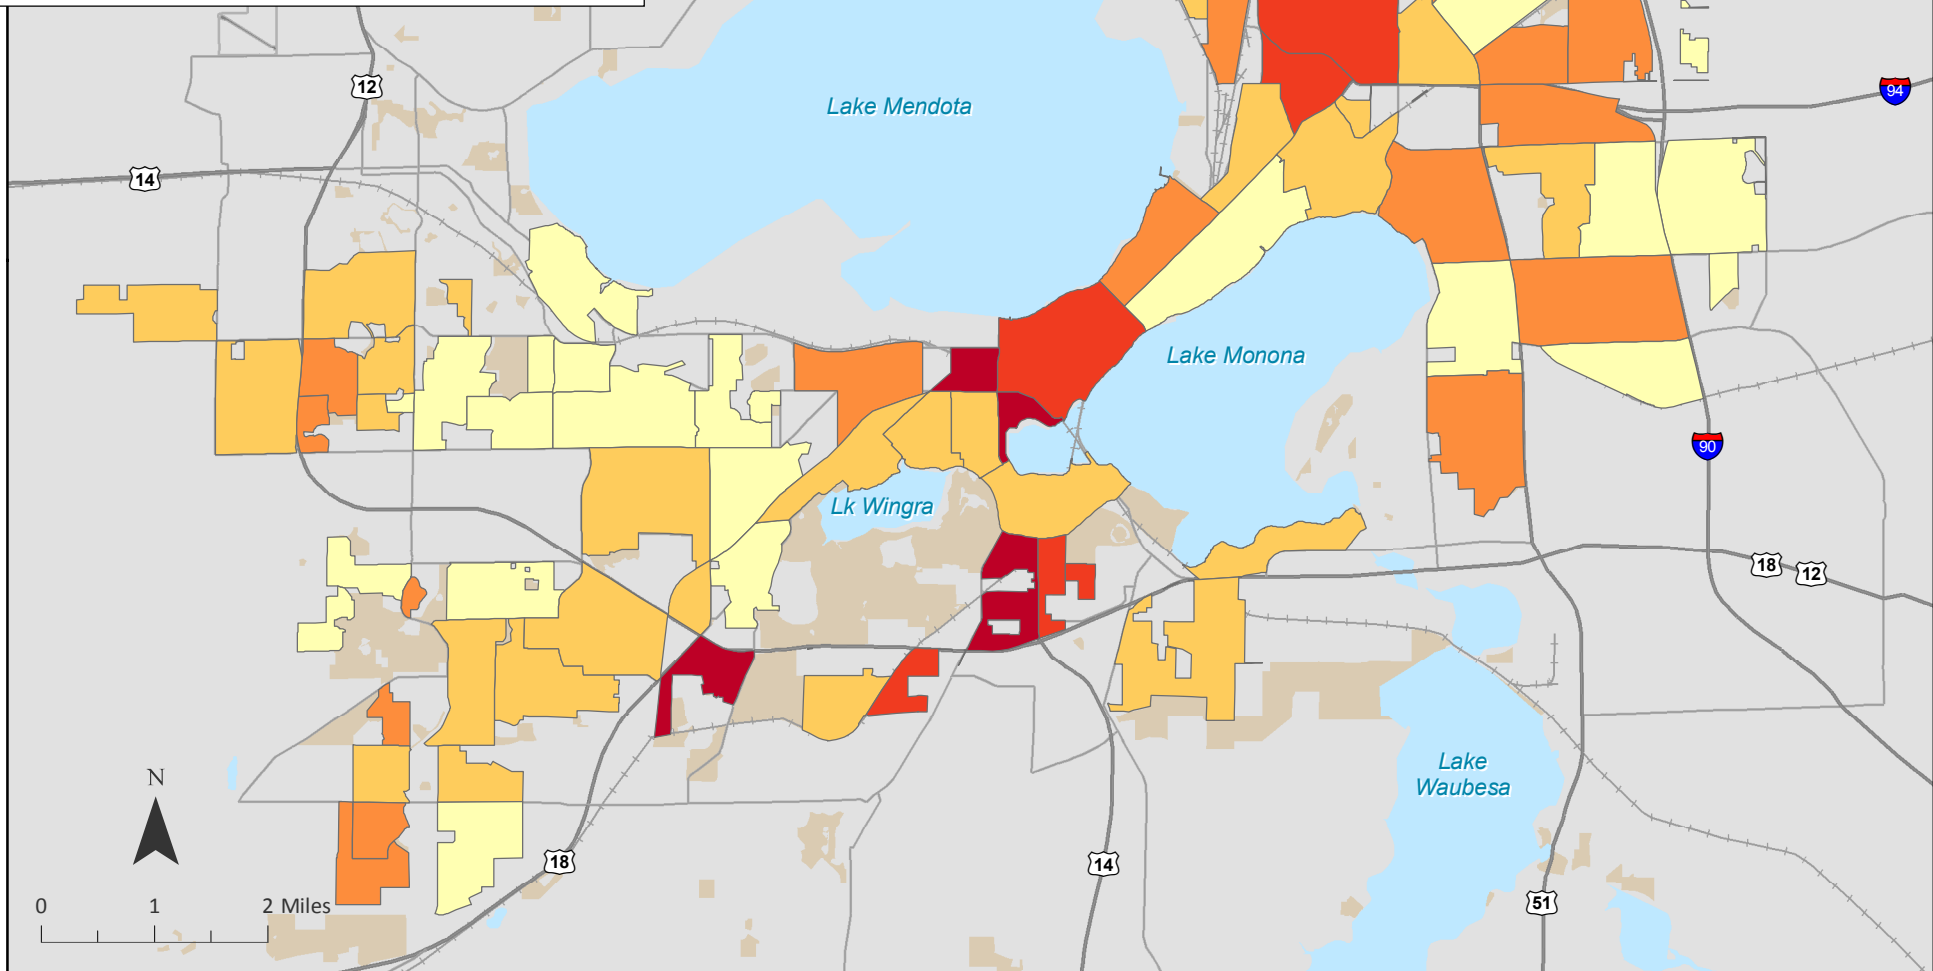 12
Lake Mendota
94
14
Lake Monona
90
Lk Wingra
18
12
Lake
Waubesa
N
18
14
0 1 2 Miles
51